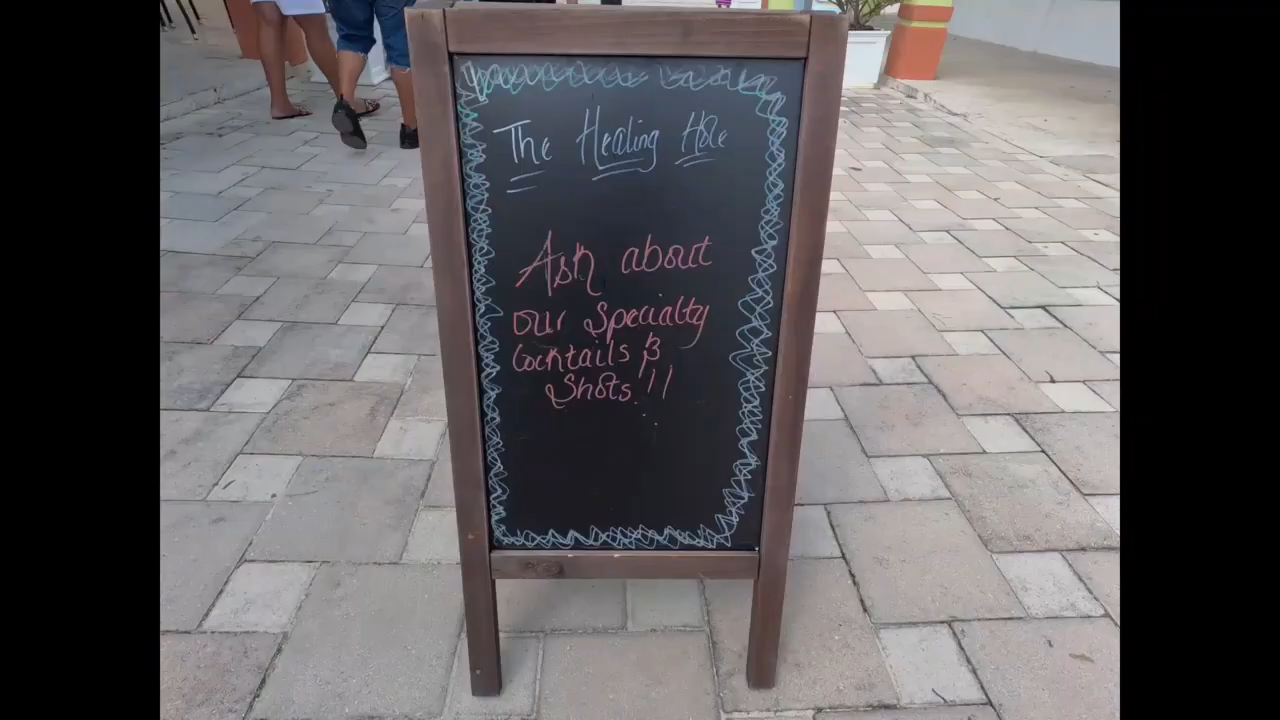 The Healing Hole
Ask about
our Specialty
Cocktails &
Shots!!